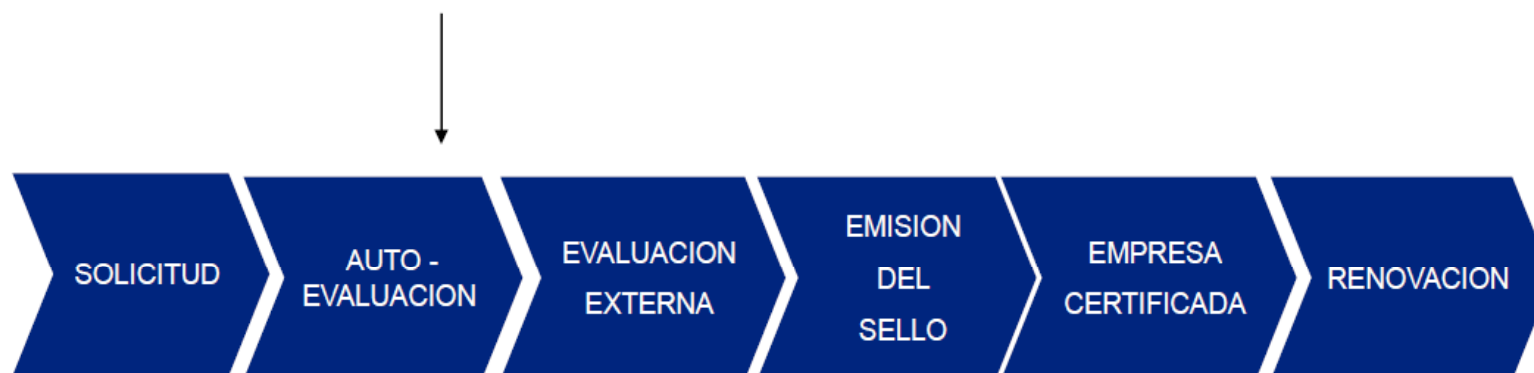 SOLICITUD
AUTO -
EVALUACION
EVALUACION
EXTERNA
EMISION
DEL
SELLO
EMPRESA
CERTIFICADA
RENOVACION